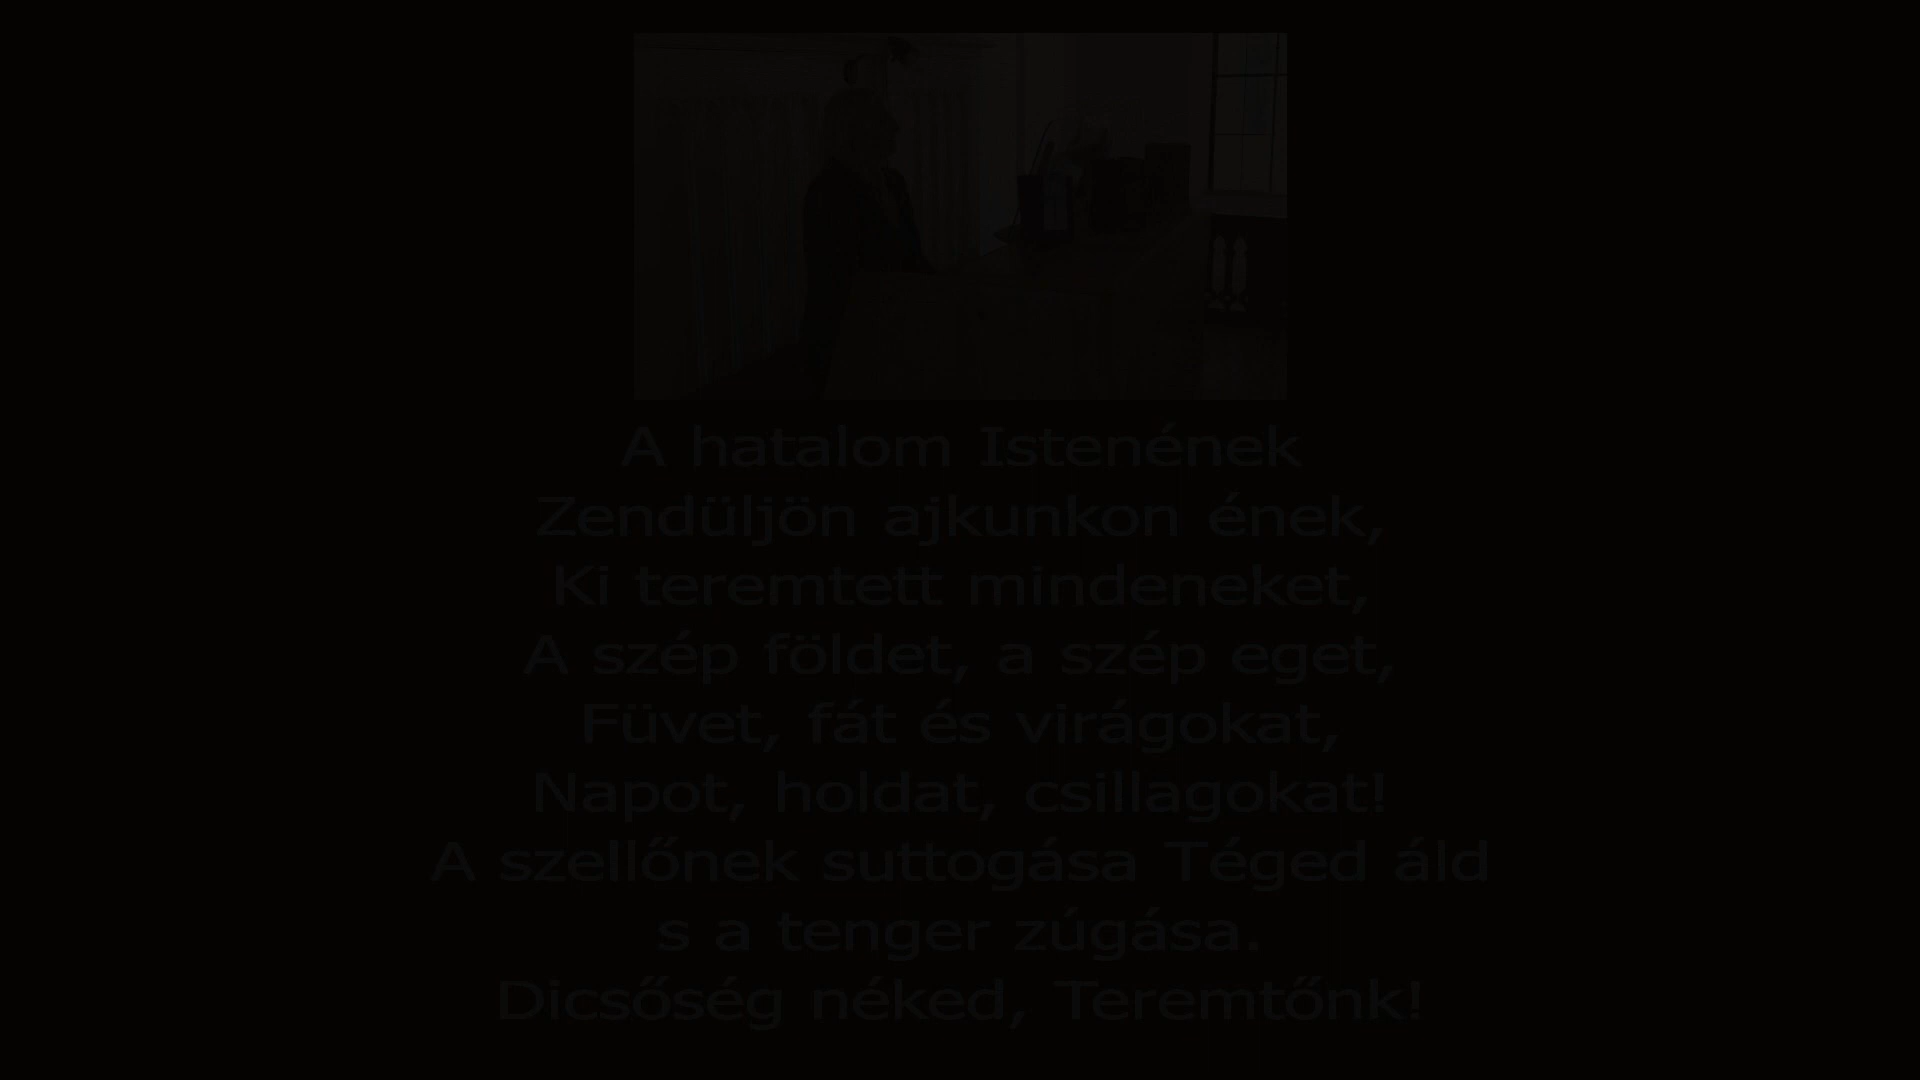 A hatalom Istenének
Zendüljön ajkunkon ének,
Ki teremtett mindeneket,
A szép földet, a szép eget,
Füvet, fát és virágokat,
Napot, holdat, csillagokat!
A szellőnek suttogása Téged áld
s a tenger zúgása.
Dicsőség néked, Teremtőnk!